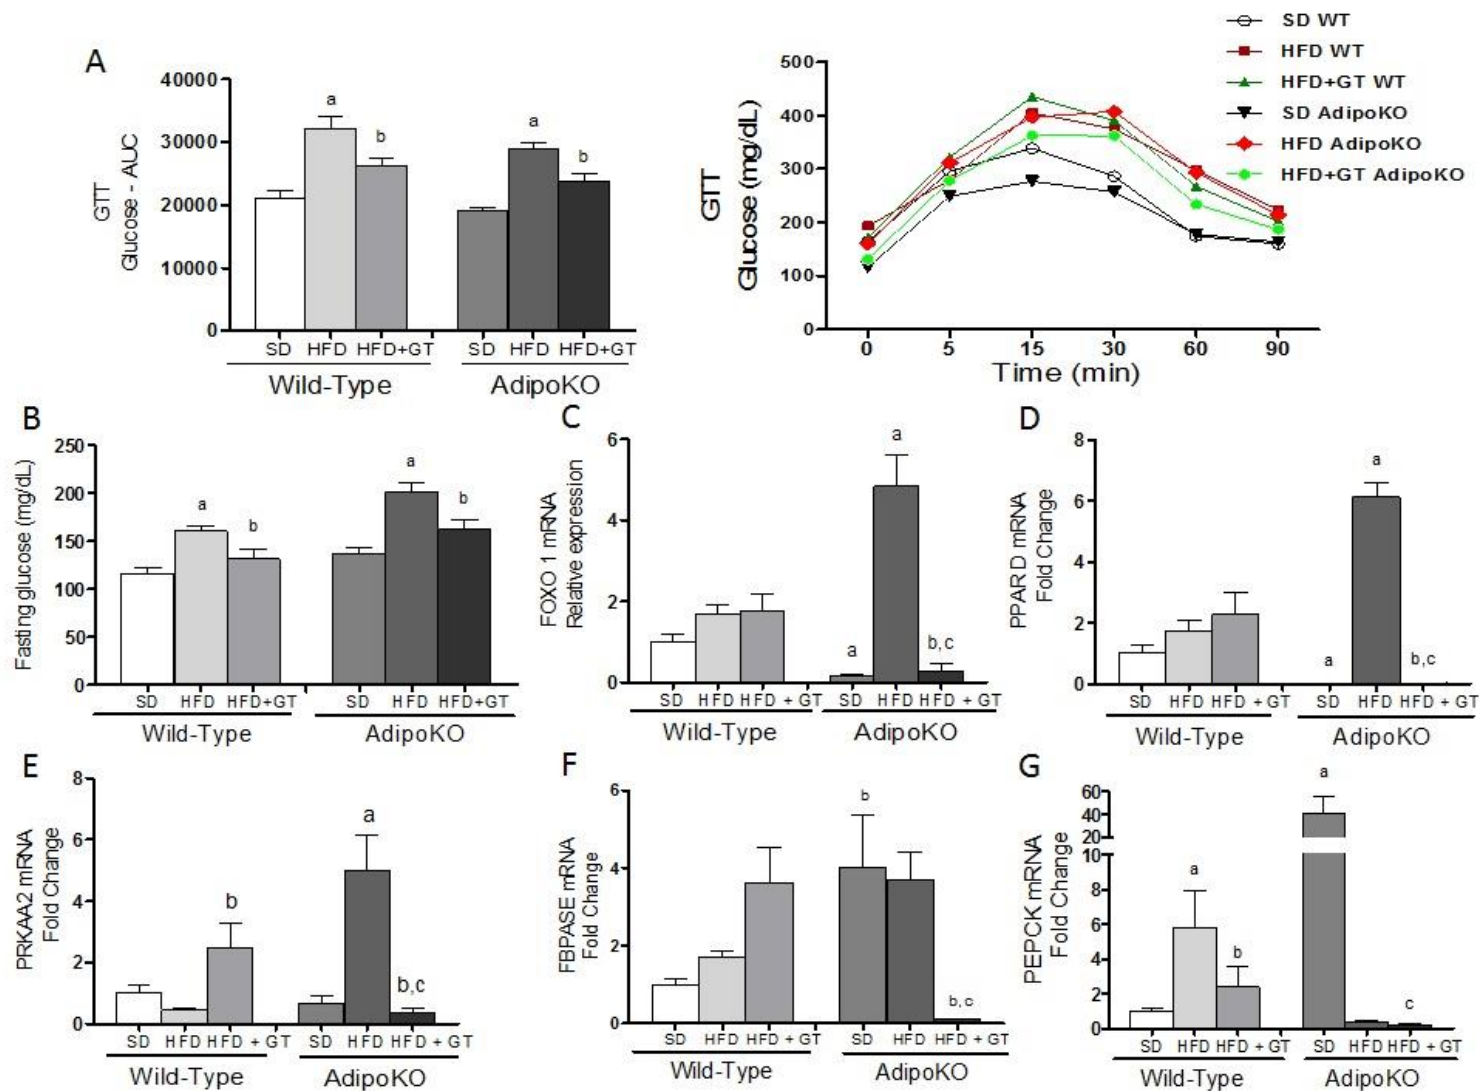 A
GTT
Glucose - AUC
40000
30000
20000
10000
0
a
b
a
b
SD HFD HFD+GT SD HFD HFD+GT
Wild-Type AdipoKO
GTT
Glucose (mg/dL)
500
400
300
200
100
0
0 5 15 30 60 90
Time (min)
SD WT
HFD WT
HFD+GT WT
SD AdipoKO
HFD AdipoKO
HFD+GT AdipoKO
B
Fasting glucose (mg/dL)
250
200
150
100
50
0
a
b
a
b
SD HFD HFD+GT SD HFD HFD+GT
Wild-Type AdipoKO
C
FOXO 1 mRNA
Relative expression
6
4
2
0
a
a
b,c
SD HFD HFD + GT SD HFD HFD + GT
Wild-Type AdipoKO
D
PPAR D mRNA
Fold Change
8
6
4
2
0
a
a
b,c
SD HFD HFD + GT SD HFD HFD + GT
Wild-Type AdipoKO
E
PRKAA2 mRNA
Fold Change
8
6
4
2
0
b
a
b,c
SD HFD HFD + GT SD HFD HFD + GT
Wild-Type AdipoKO
F
FBPASE mRNA
Fold Change
6
4
2
0
b
b,c
SD HFD HFD + GT SD HFD HFD + GT
Wild-Type AdipoKO
G
PEPCK mRNA
Fold Change
60
40
20
10
8
6
4
2
0
a
b
a
c
SD HFD HFD + GT SD HFD HFD + GT
Wild-Type AdipoKO